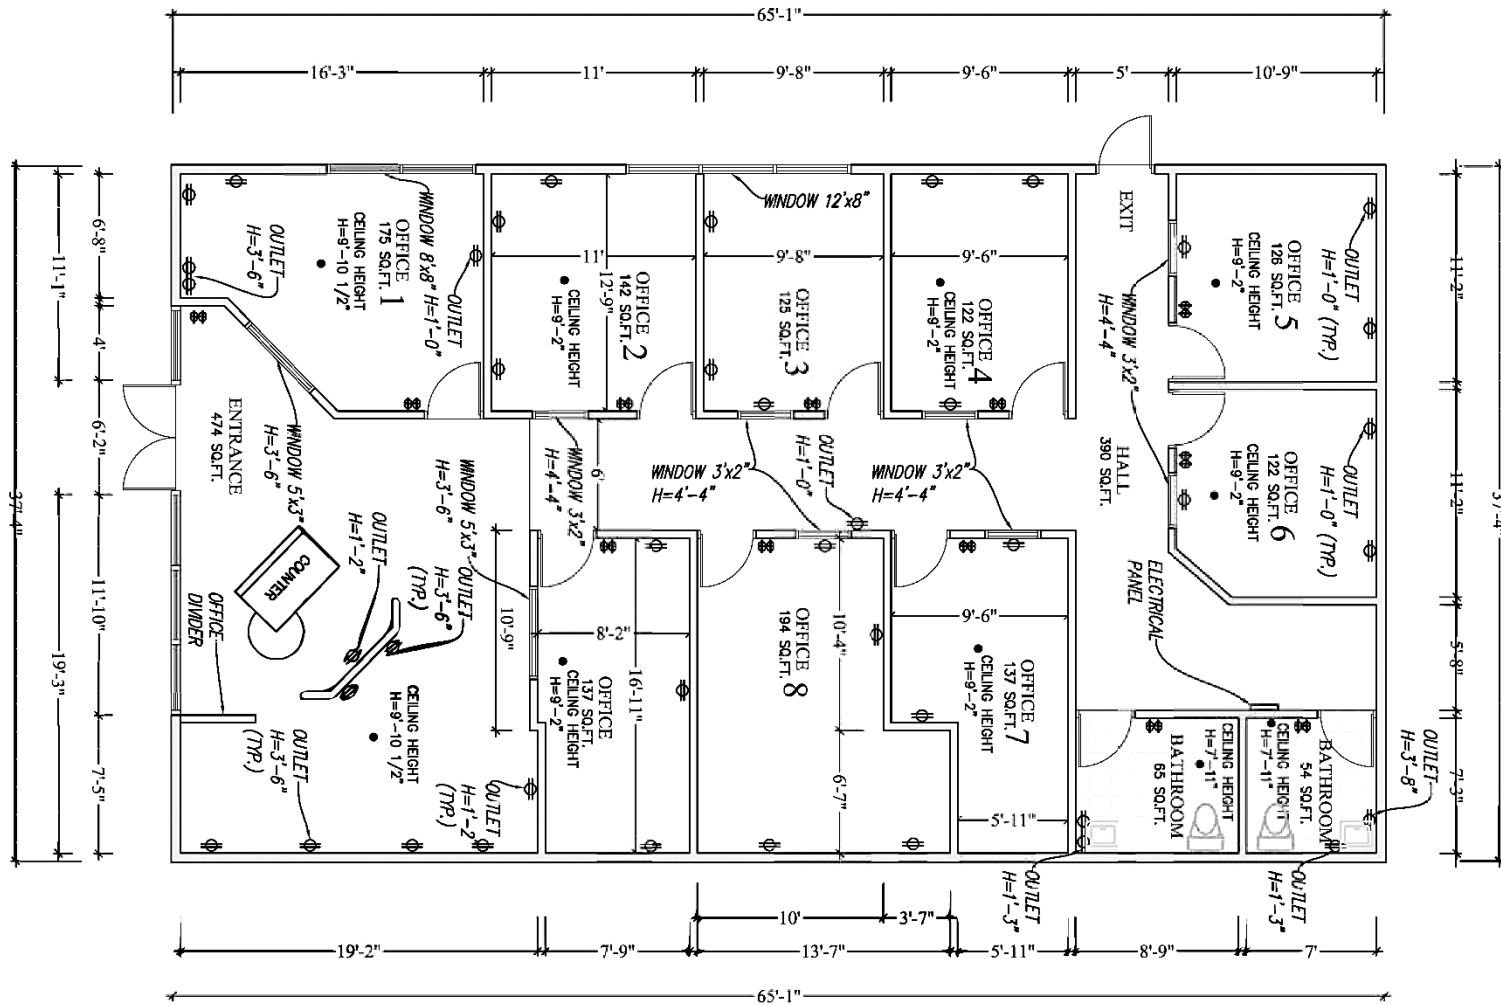 65'-1"
16'-3"
11'
9'-8"
9'-6"
5'
10'-9"
37'-4"
11'-1"
19'-3"
6'-8"
4'
6'-2"
11'-10"
7'-5"
OFFICE 1
175 SQ.FT.
CEILING HEIGHT
H=9'-10 1/2"
WINDOW 8'x8" H=1'-0"
OUTLET
OUTLET
H=3'-6"
11'
12'-9"
OFFICE 2
142 SQ.FT.
CEILING HEIGHT
H=9'-2"
WINDOW 12'x8"
9'-8"
OFFICE 3
125 SQ.FT.
9'-6"
OFFICE 4
122 SQ.FT.
CEILING HEIGHT
H=9'-2"
EXIT
WINDOW 3'x2"
H=4'-4"
HALL
390 SQ.FT.
OFFICE 5
126 SQ.FT.
CEILING HEIGHT
H=9'-2"
OUTLET
H=1'-0" (TYP.)
OFFICE 6
122 SQ.FT.
CEILING HEIGHT
H=9'-2"
OUTLET
H=1'-0" (TYP.)
11'-2"
11'-2"
5'-8"
7'-3"
ENTRANCE
474 SQ.FT.
WINDOW 5'x3"
H=3'-6"
COUNTER
OFFICE
DIVIDER
OUTLET
H=1'-2"
OUTLET
H=3'-6"
(TYP.)
WINDOW 5'x3"
H=3'-6"
WINDOW 3'x2"
H=4'-4"
6'
WINDOW 3'x2"
H=4'-4"
OUTLET
H=1'-0"
WINDOW 3'x2"
H=4'-4"
10'-9"
CEILING HEIGHT
H=9'-10 1/2"
OUTLET
H=3'-6"
(TYP.)
OUTLET
H=1'-2"
(TYP.)
8'-2"
16'-11"
OFFICE
137 SQ.FT.
CEILING HEIGHT
H=9'-2"
OFFICE 8
194 SQ.FT.
10'-4"
6'-7"
9'-6"
OFFICE 7
137 SQ.FT.
CEILING HEIGHT
H=9'-2"
5'-11"
ELECTRICAL
PANEL
BATHROOM
65 SQ.FT.
CEILING HEIGHT
H=7'-11"
BATHROOM
54 SQ.FT.
CEILING HEIGHT
H=7'-11"
OUTLET
H=3'-8"
OUTLET
H=1'-3"
OUTLET
H=1'-3"
10'
3'-7"
19'-2"
7'-9"
13'-7"
5'-11"
8'-9"
7'
65'-1"